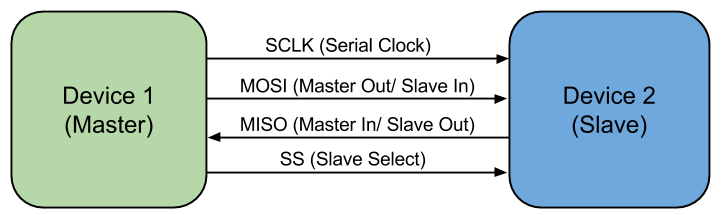 Device 1
(Master)
SCLK (Serial Clock)
MOSI (Master Out/ Slave In)
MISO (Master In/ Slave Out)
SS (Slave Select)
Device 2
(Slave)